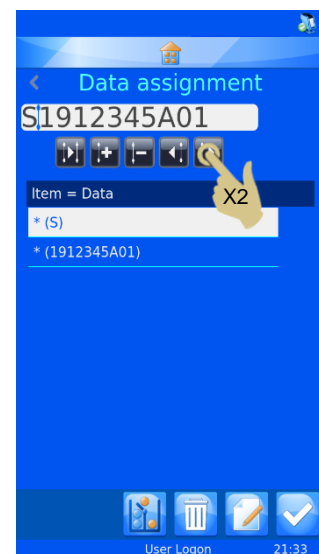 Data assignment
S1912345A01
X2
Item = Data
* (S)
* (1912345A01)
User Logon 21:33